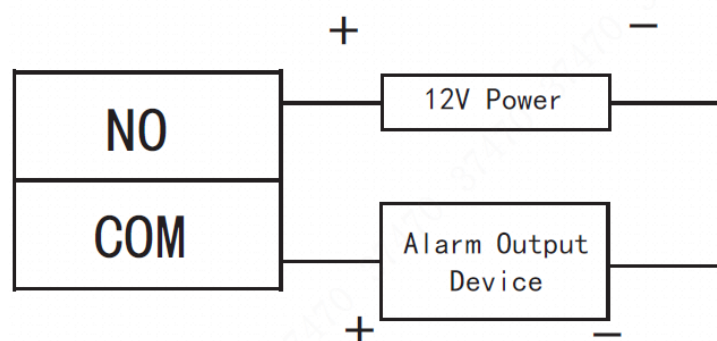 + −
NO
12V Power
COM
Alarm Output
Device
+ −